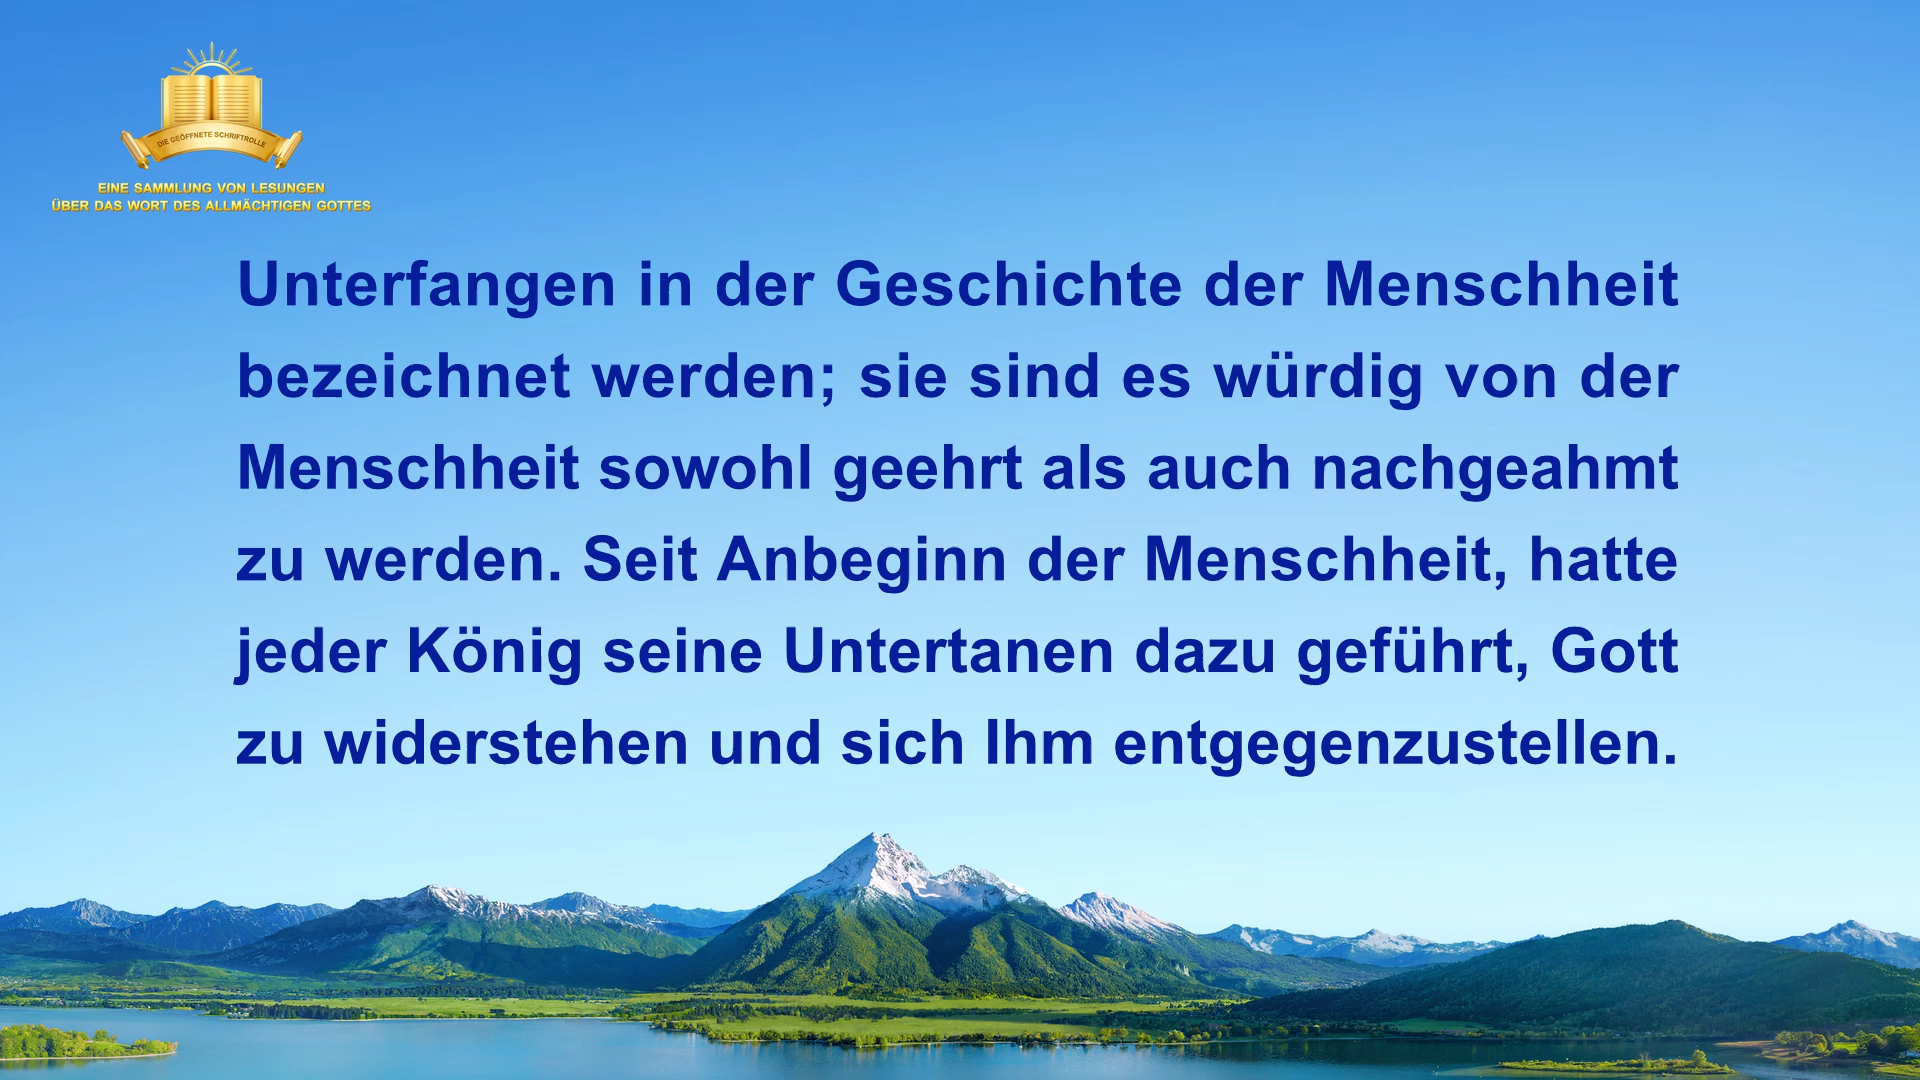 DIE GEÖFFNETE SCHRIFTROLLE
EINE SAMMLUNG VON LESUNGEN
ÜBER DAS WORT DES ALLMÄCHTIGEN GOTTES
Unterfangen in der Geschichte der Menschheit
bezeichnet werden; sie sind es würdig von der
Menschheit sowohl geehrt als auch nachgeahmt
zu werden. Seit Anbeginn der Menschheit, hatte
jeder König seine Untertanen dazu geführt, Gott
zu widerstehen und sich Ihm entgegenzustellen.